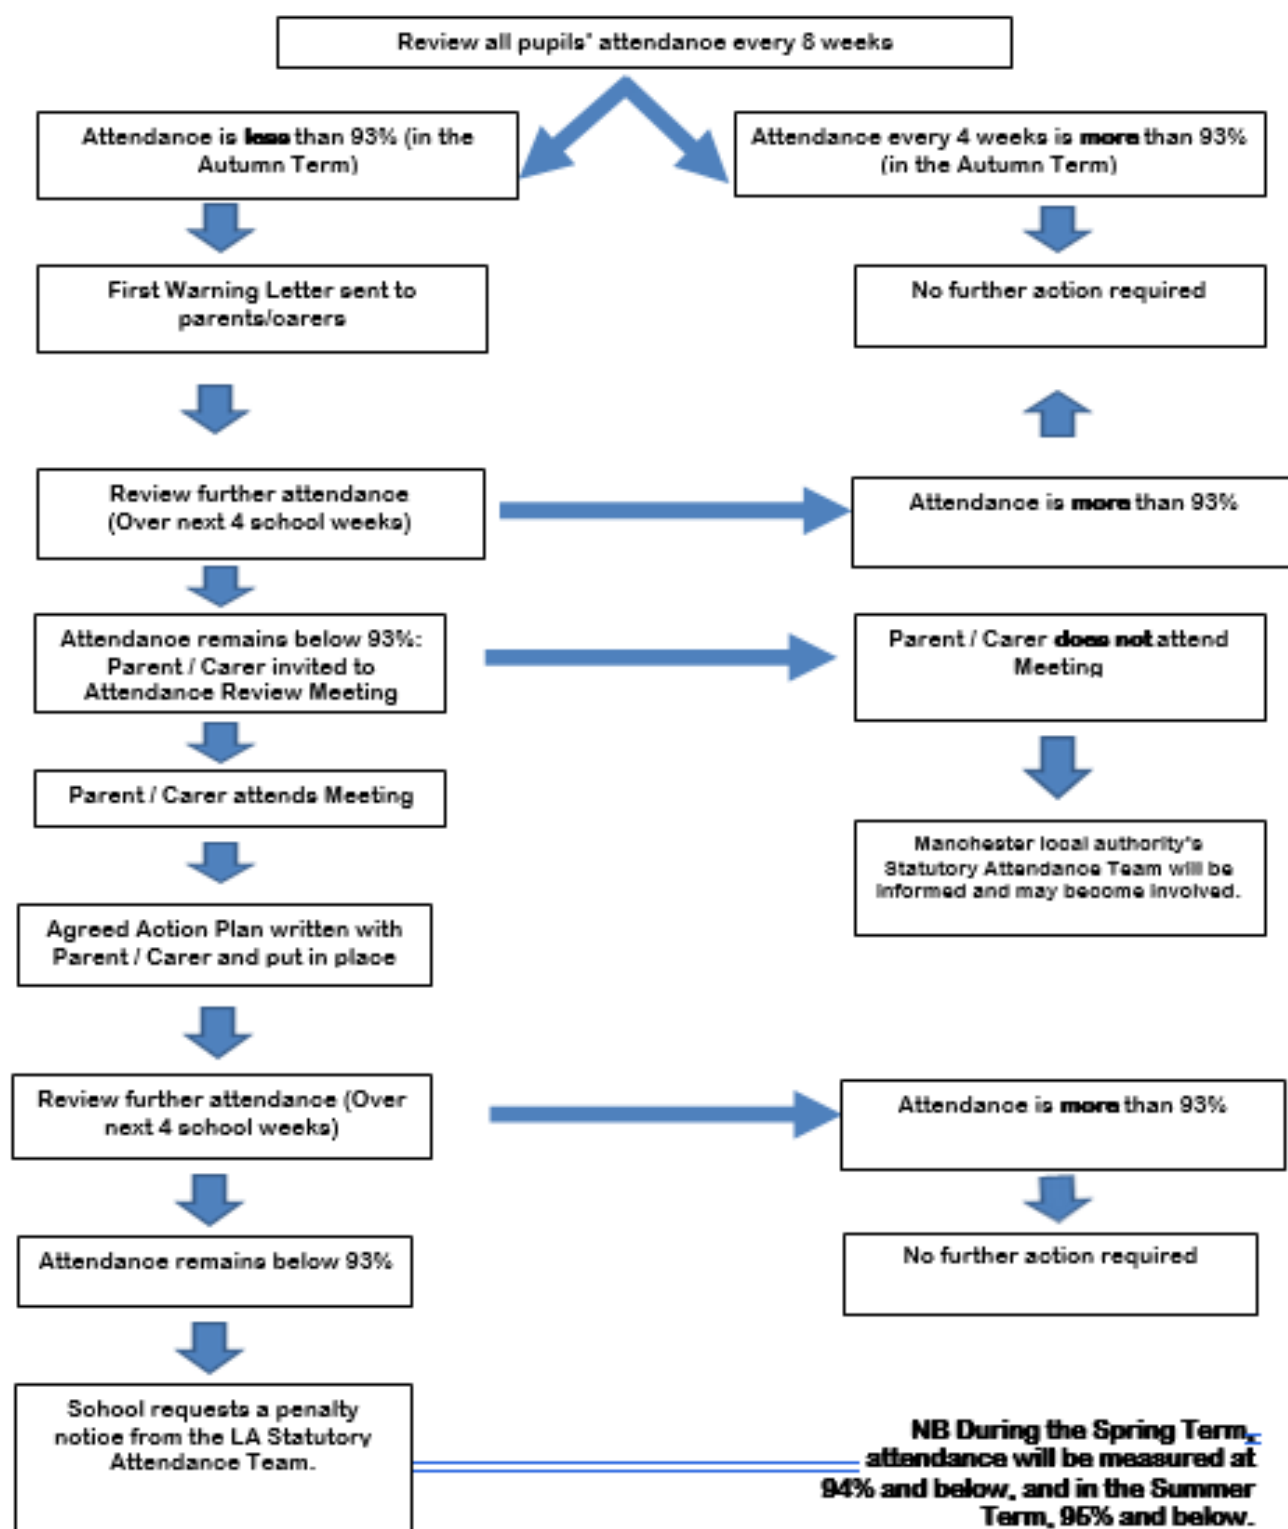 Review all pupils' attendance every 8 weeks
Attendance is less than 93% (in the
Autumn Term)
Attendance every 4 weeks is more than 93%
(in the Autumn Term)
First Warning Letter sent to
parents/carers
No further action required
Review further attendance
(Over next 4 school weeks)
Attendance is more than 93%
Attendance remains below 93%:
Parent / Carer invited to
Attendance Review Meeting
Parent / Carer does not attend
Meeting
Parent / Carer attends Meeting
Manchester local authority's
Statutory Attendance Team will be
informed and may become involved.
Agreed Action Plan written with
Parent / Carer and put in place
Review further attendance (Over
next 4 school weeks)
Attendance is more than 93%
Attendance remains below 93%
No further action required
School requests a penalty
notice from the LA Statutory
Attendance Team.
NB During the Spring Term,
attendance will be measured at
94% and below, and in the Summer
Term, 95% and below.